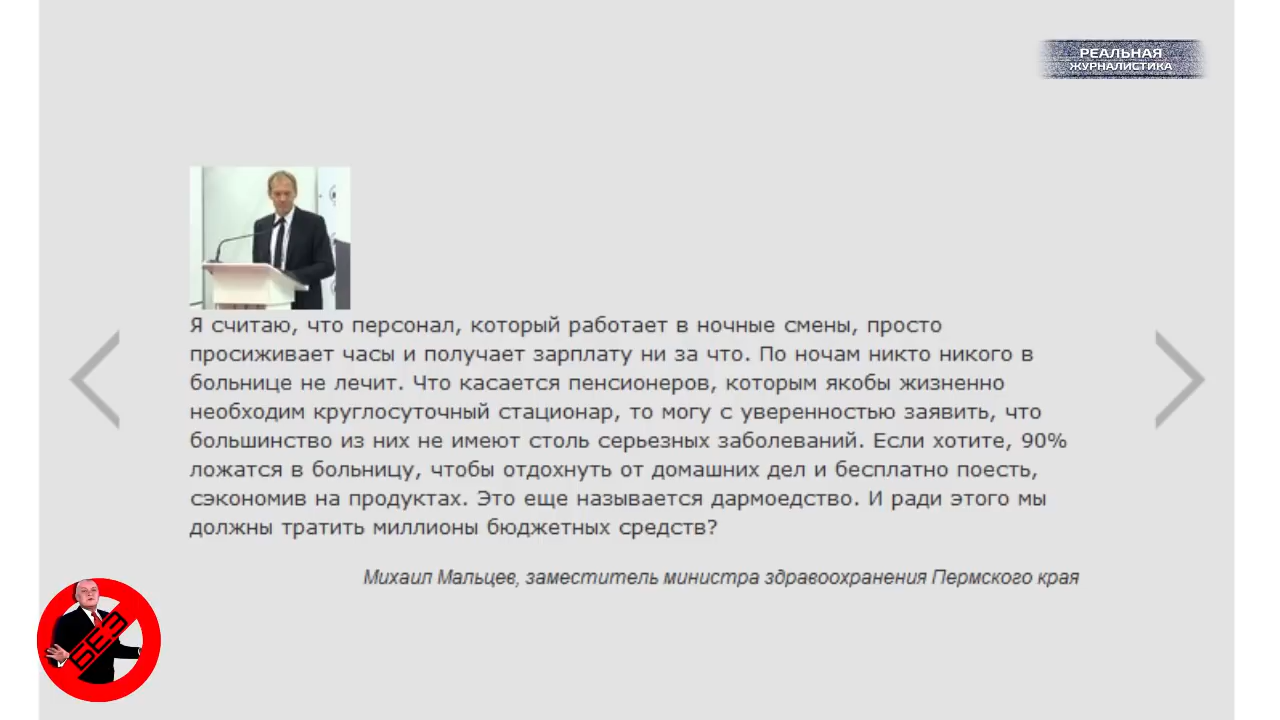 РЕАЛЬНАЯ
ЖУРНАЛИСТИКА
Я считаю, что персонал, который работает в ночные смены, просто
просиживает часы и получает зарплату ни за что. По ночам никто никого в
больнице не лечит. Что касается пенсионеров, которым якобы жизненно
необходим круглосуточный стационар, то могу с уверенностью заявить, что
большинство из них не имеют столь серьезных заболеваний. Если хотите, 90%
ложатся в больницу, чтобы отдохнуть от домашних дел и бесплатно поесть,
сэкономив на продуктах. Это еще называется дармоедство. И ради этого мы
должны тратить миллионы бюджетных средств?
Михаил Мальцев, заместитель министра здравоохранения Пермского края
БЕЗ